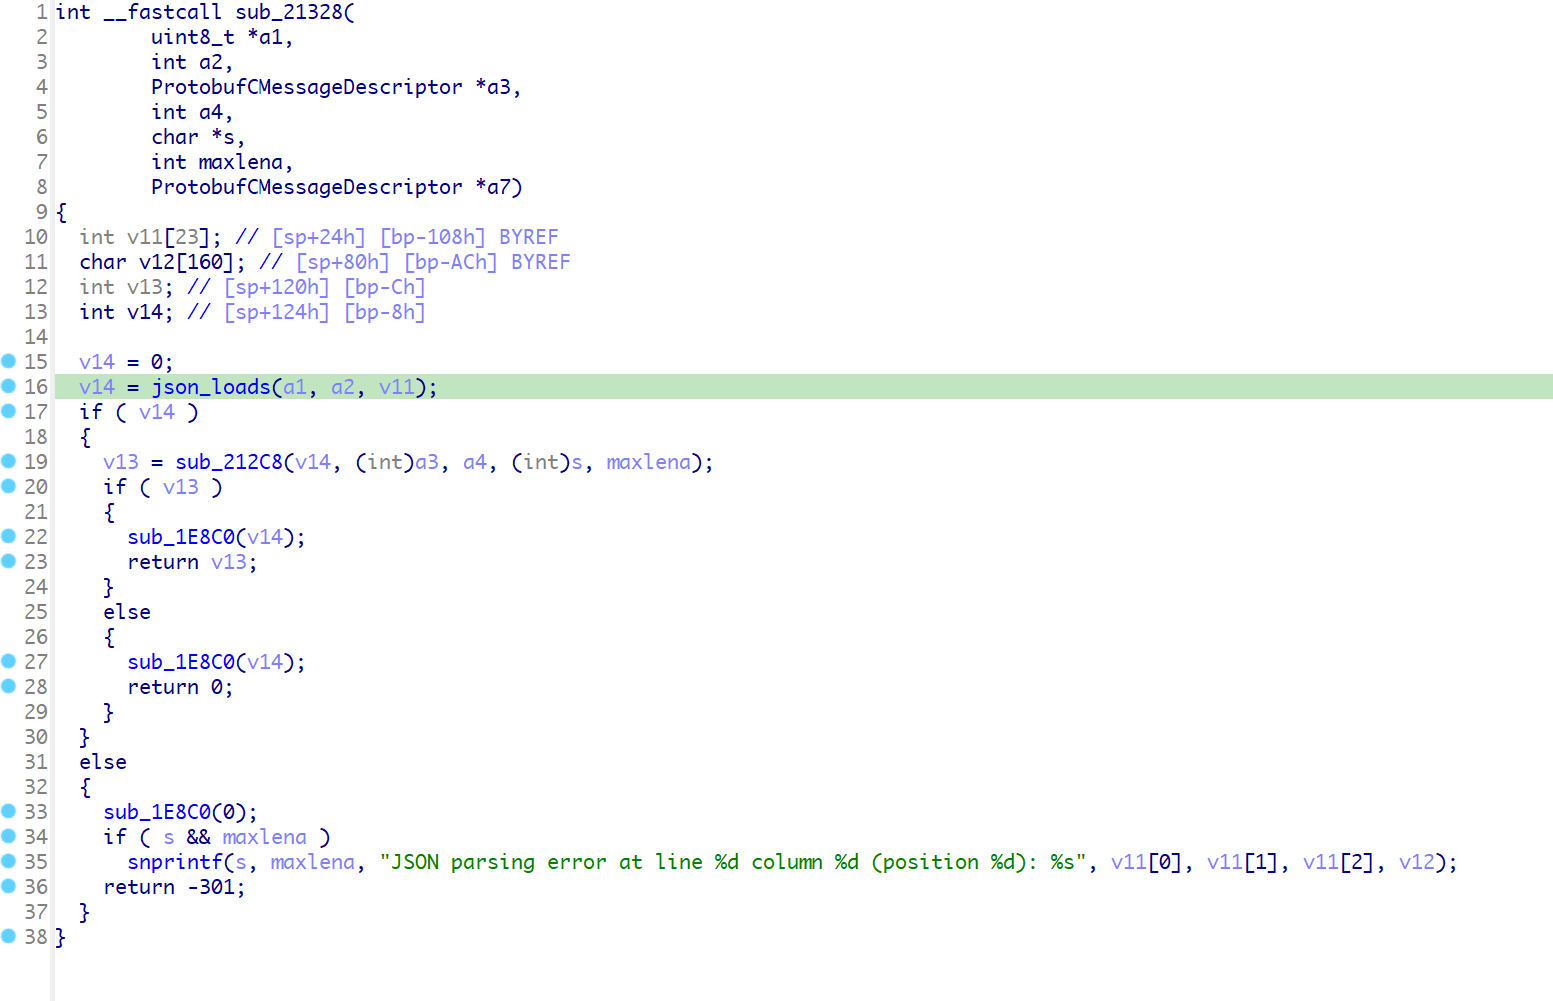 1 int __fastcall sub_21328(
2         uint8_t *a1,
3         int a2,
4         ProtobufCMessageDescriptor *a3,
5         int a4,
6         char *s,
7         int maxlena,
8         ProtobufCMessageDescriptor *a7)
9 {
10   int v11[23]; // [sp+24h] [bp-108h] BYREF
11   char v12[160]; // [sp+80h] [bp-ACh] BYREF
12   int v13; // [sp+120h] [bp-Ch]
13   int v14; // [sp+124h] [bp-8h]
14
15   v14 = 0;
16   v14 = json_loads(a1, a2, v11);
17   if ( v14 )
18   {
19     v13 = sub_212C8(v14, (int)a3, a4, (int)s, maxlena);
20     if ( v13 )
21     {
22       sub_1E8C0(v14);
23       return v13;
24     }
25     else
26     {
27       sub_1E8C0(v14);
28       return 0;
29     }
30   }
31   else
32   {
33     sub_1E8C0(0);
34     if ( s && maxlena )
35       snprintf(s, maxlena, "JSON parsing error at line %d column %d (position %d): %s", v11[0], v11[1], v11[2], v12);
36     return -301;
37   }
38 }